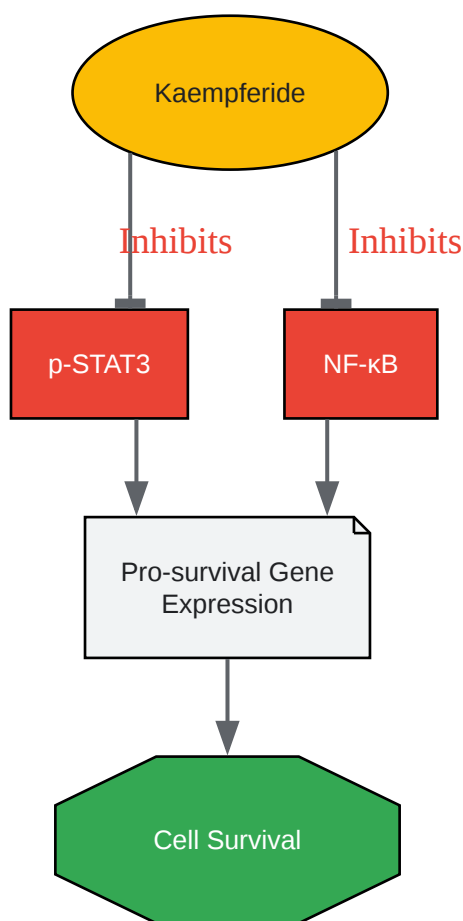 Kaempferide
Inhibits
Inhibits
p-STAT3
NF-κB
Pro-survival Gene
Expression
Cell Survival